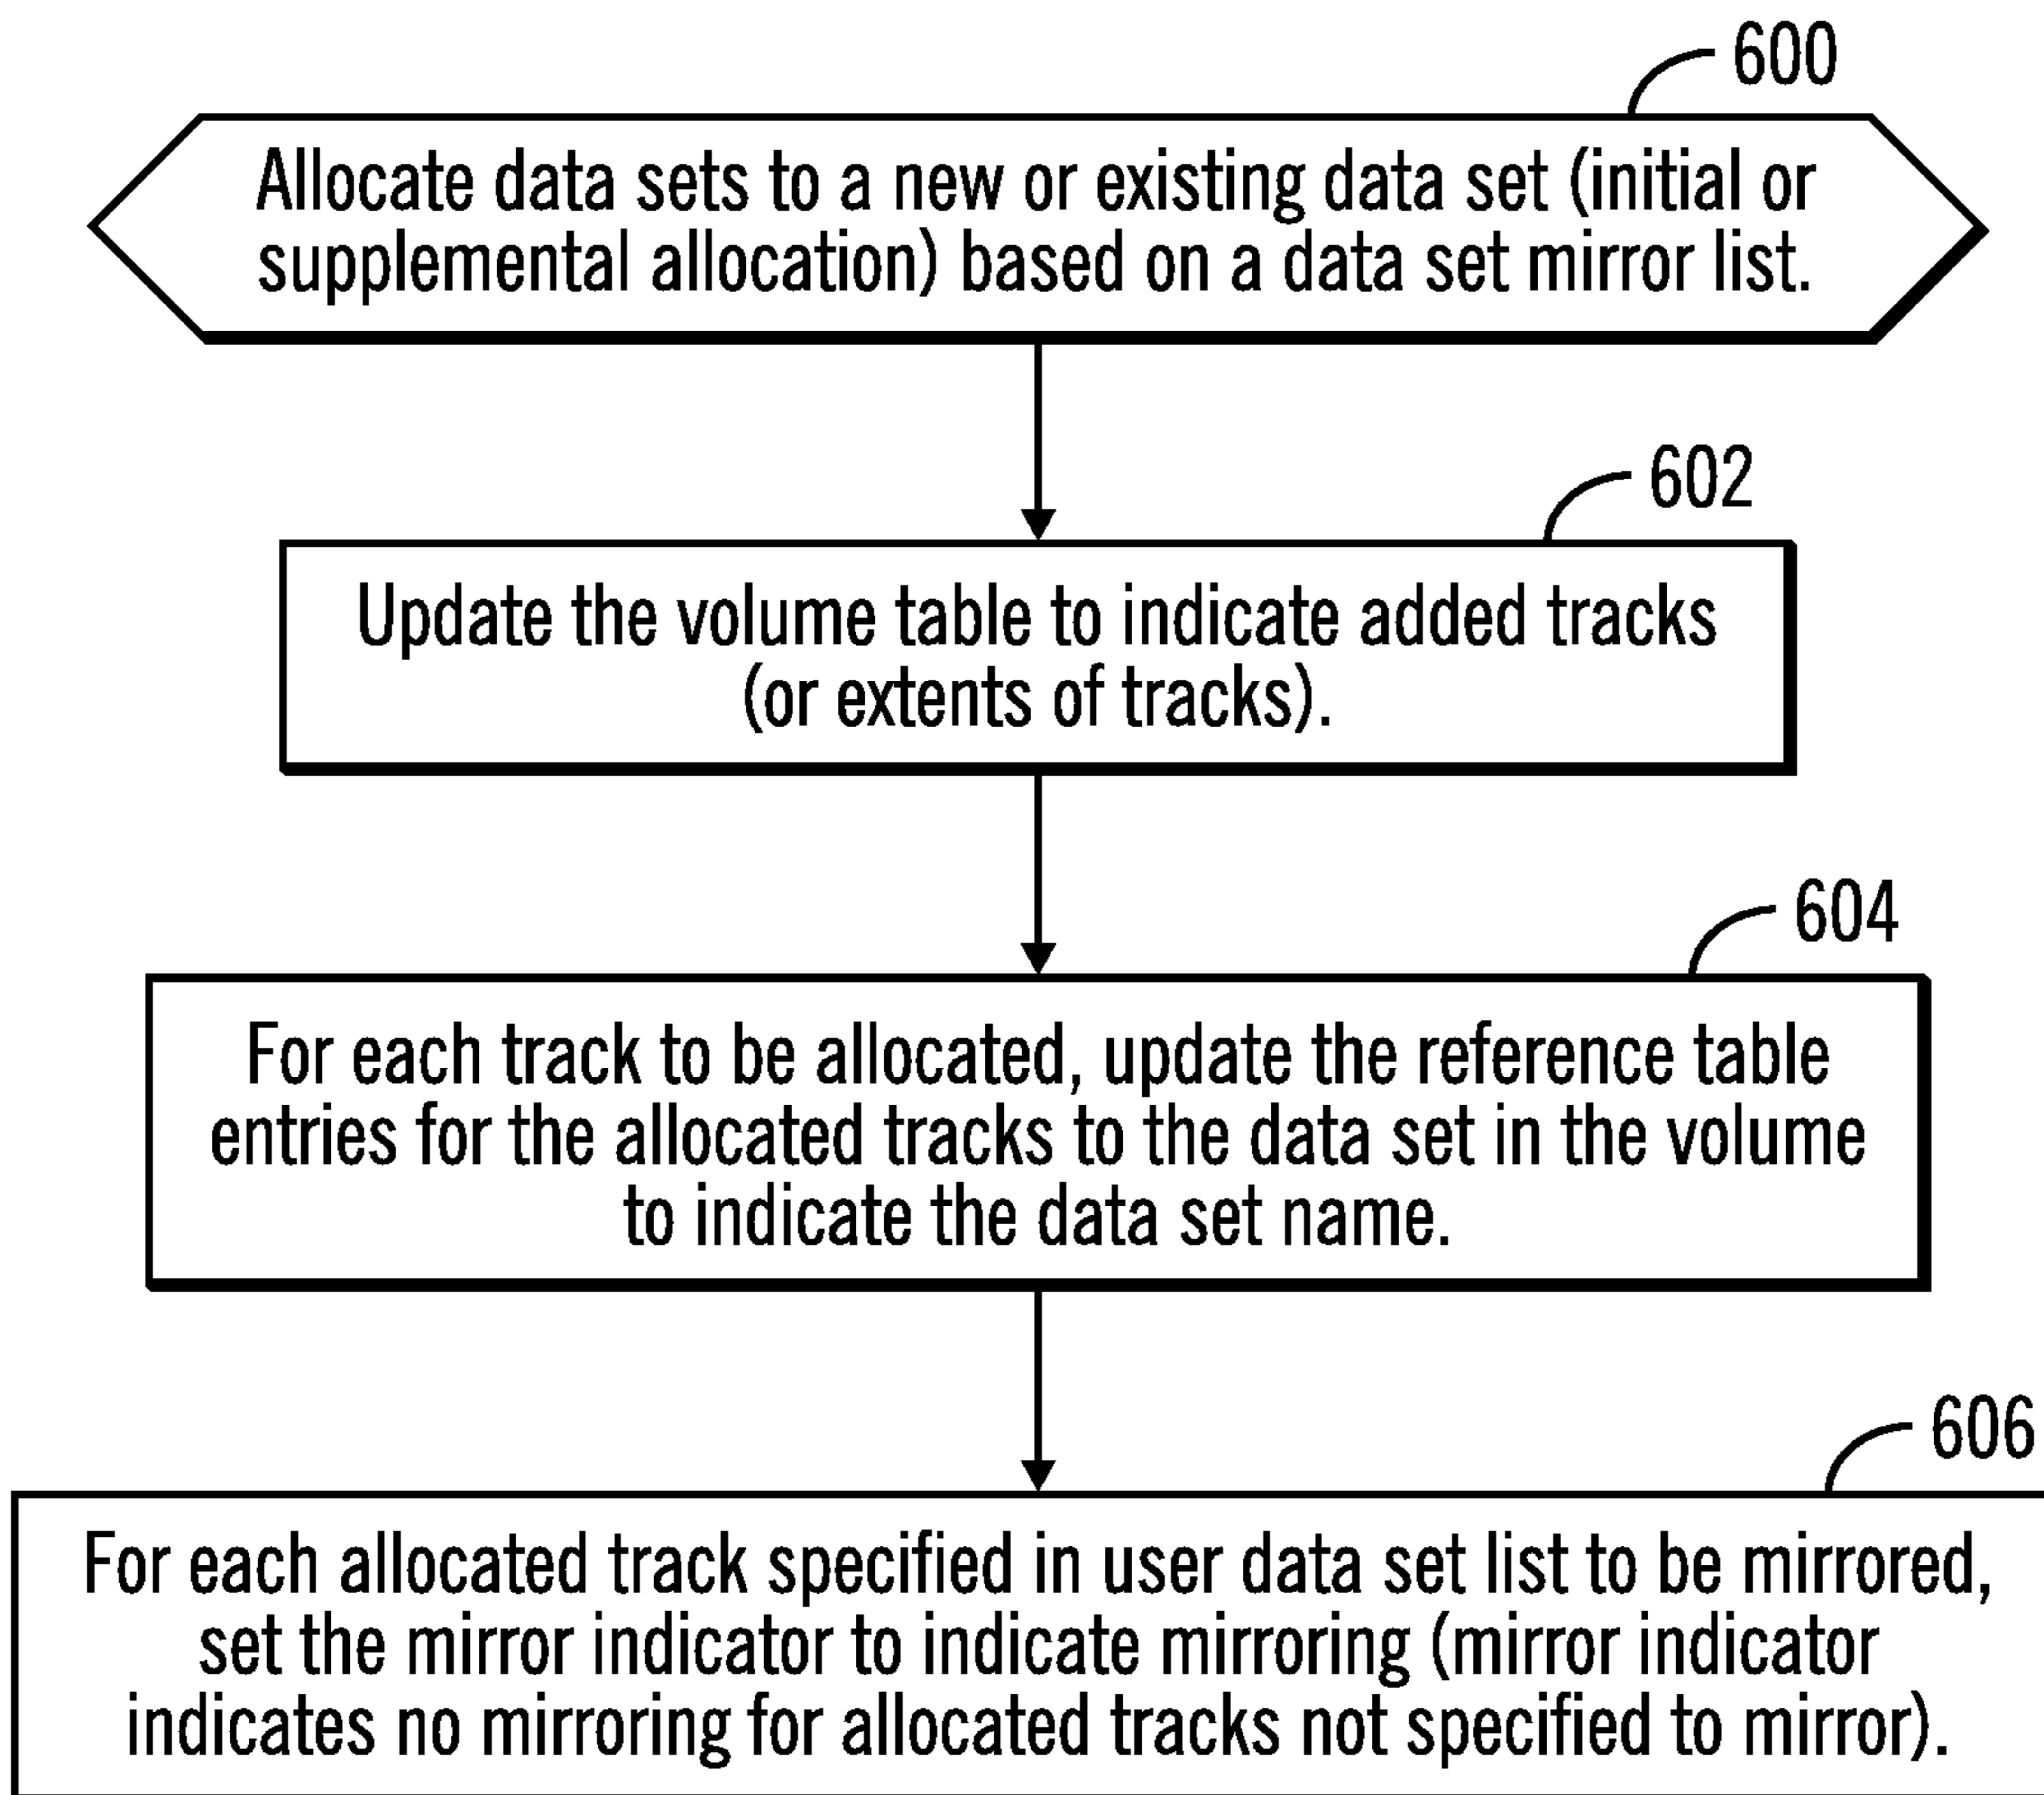 600
Allocate data sets to a new or existing data set (initial or
supplemental allocation) based on a data set mirror list.
602
Update the volume table to indicate added tracks
(or extents of tracks).
604
For each track to be allocated, update the reference table
entries for the allocated tracks to the data set in the volume
to indicate the data set name.
606
For each allocated track specified in user data set list to be mirrored,
set the mirror indicator to indicate mirroring (mirror indicator
indicates no mirroring for allocated tracks not specified to mirror).